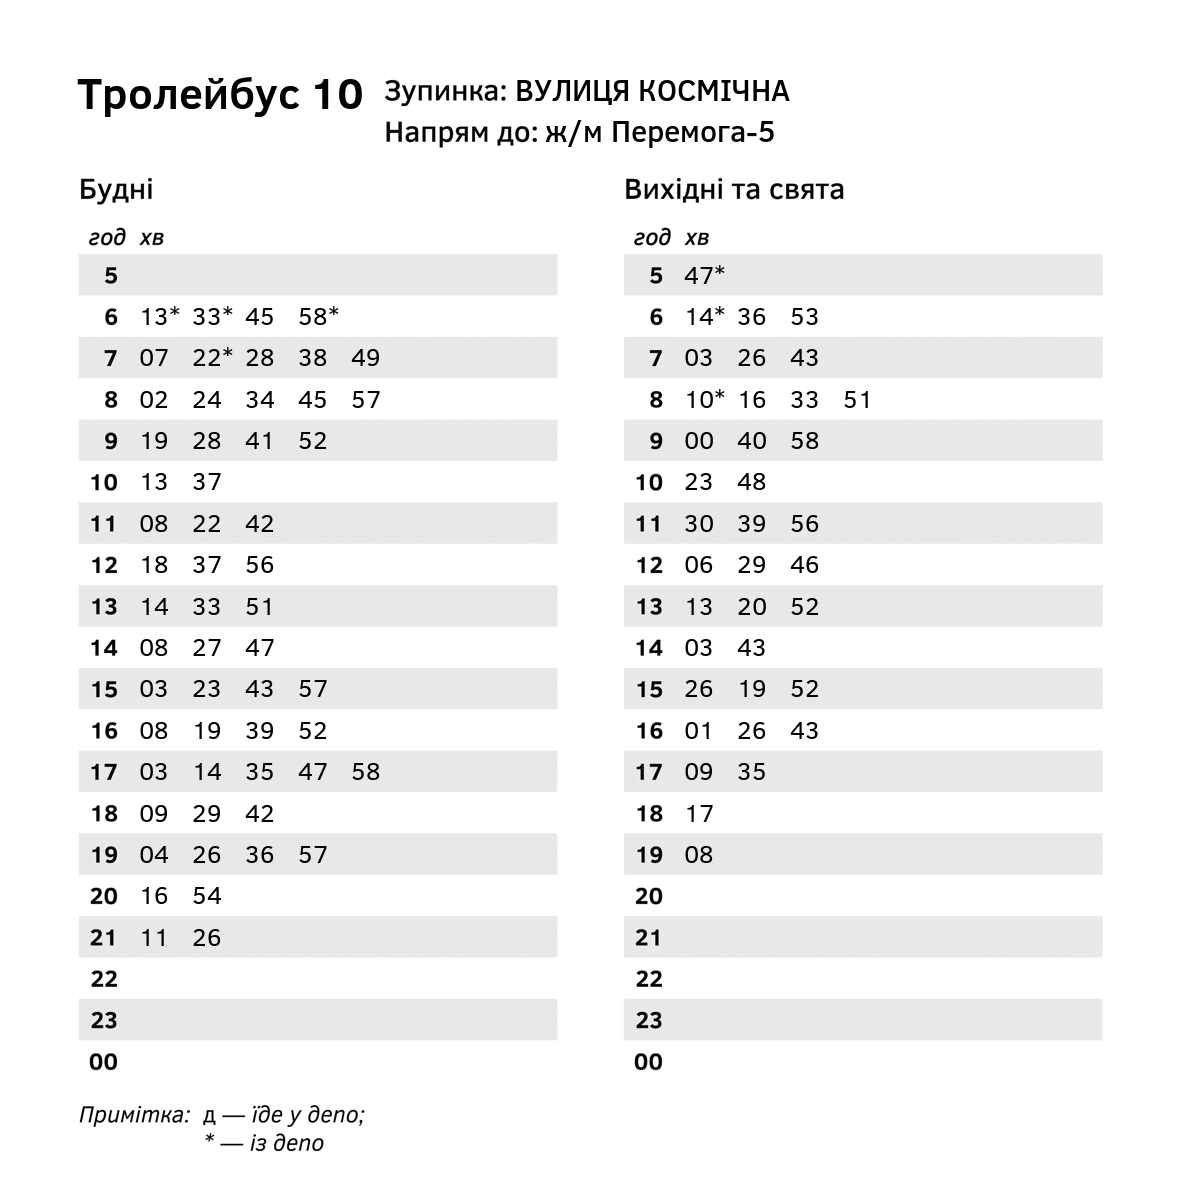 Тролейбус 10
Зупинка: ВУЛИЦЯ КОСМІЧНА
Напрям до: ж/м Перемога-5
Будні
год хв
5
6 13* 33* 45 58*
7 07 22* 28 38 49
8 02 24 34 45 57
9 19 28 41 52
10 13 37
11 08 22 42
12 18 37 56
13 14 33 51
14 08 27 47
15 03 23 43 57
16 08 19 39 52
17 03 14 35 47 58
18 09 29 42
19 04 26 36 57
20 16 54
21 11 26
22
23
00
Вихідні та свята
год хв
5 47*
6 14* 36 53
7 03 26 43
8 10* 16 33 51
9 00 40 58
10 23 48
11 30 39 56
12 06 29 46
13 13 20 52
14 03 43
15 26 19 52
16 01 26 43
17 09 35
18 17
19 08
20
21
22
23
00
Примітка: д — їде у депо;
* — із депо